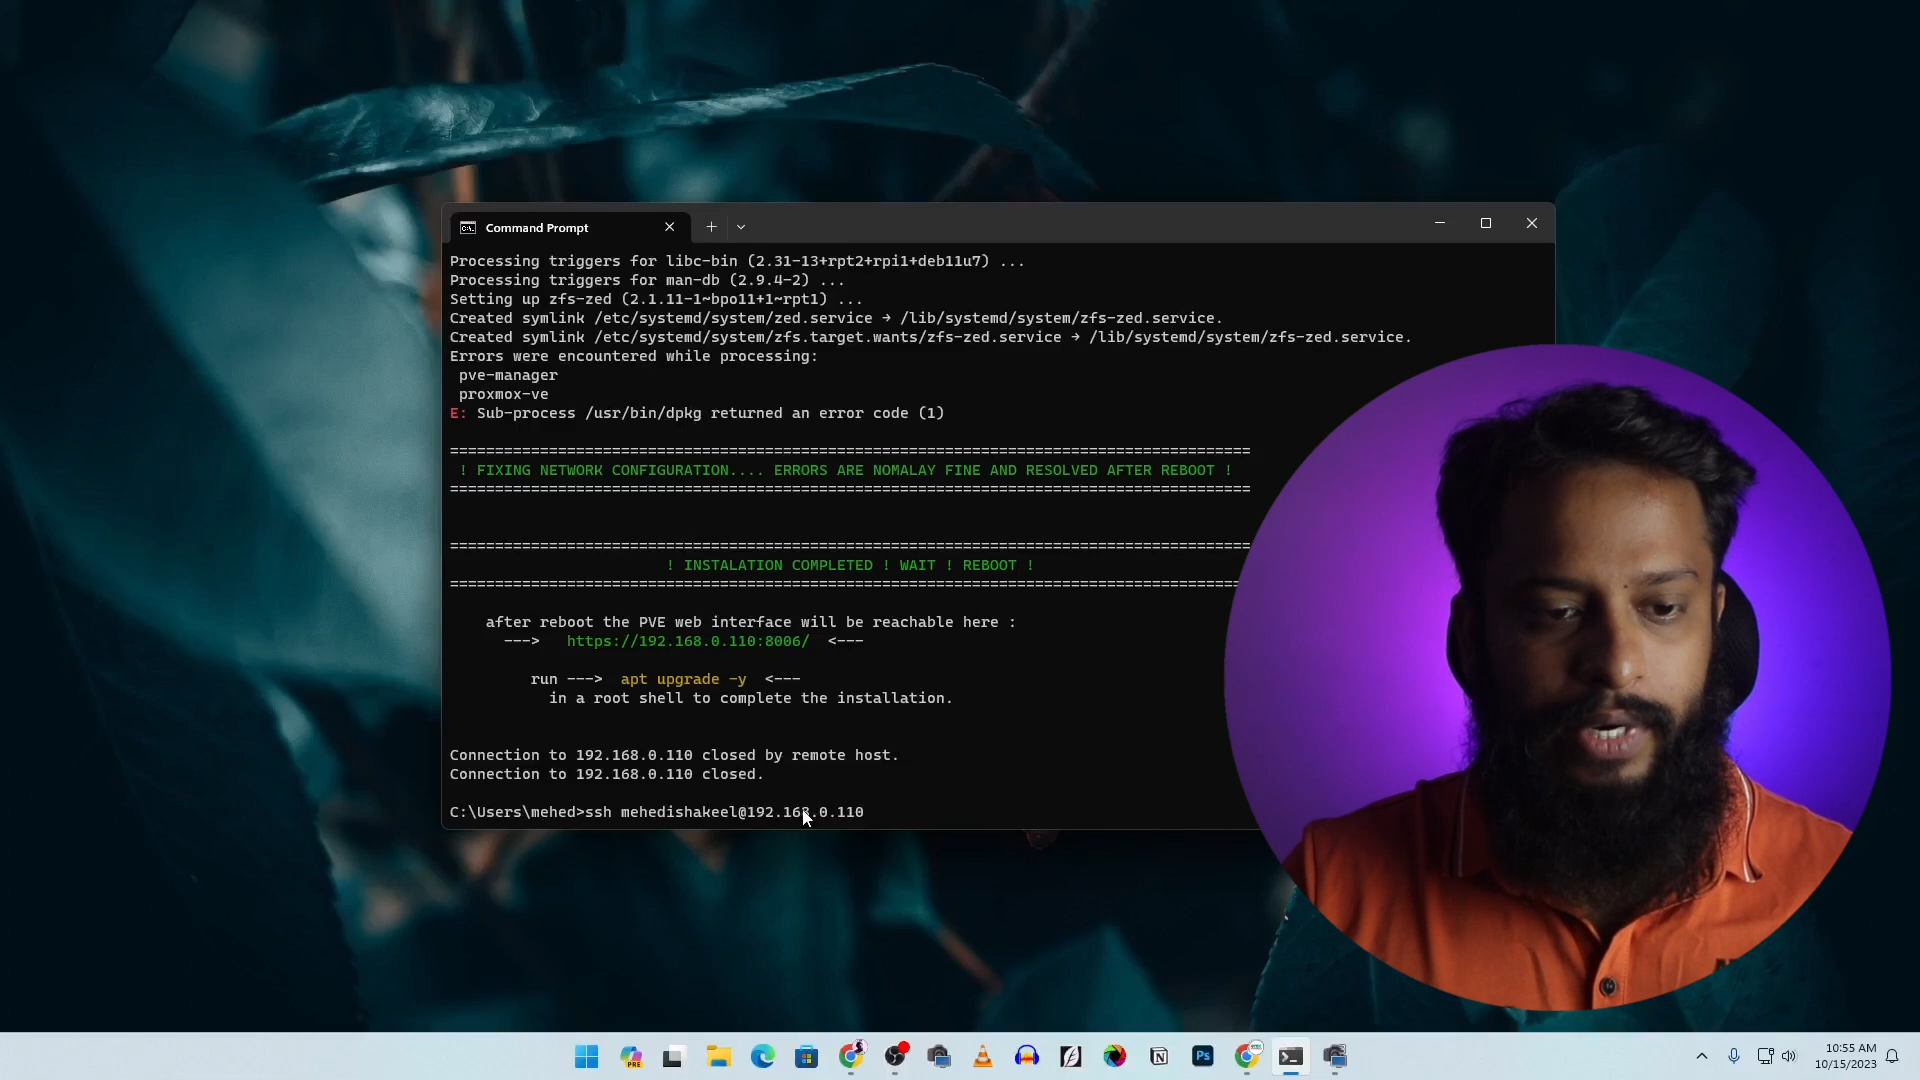 Command Prompt
Processing triggers for libc-bin (2.31-13+rpt2+rpi1+deb11u7) ...
Processing triggers for man-db (2.9.4-2) ...
Setting up zfs-zed (2.1.11-1~bpo11+1~rpt1) ...
Created symlink /etc/systemd/system/zed.service → /lib/systemd/system/zfs-zed.service.
Created symlink /etc/systemd/system/zfs.target.wants/zfs-zed.service → /lib/systemd/system/zfs-zed.service.
Errors were encountered while processing:
pve-manager
proxmox-ve
E: Sub-process /usr/bin/dpkg returned an error code (1)
=========================================================================================
! FIXING NETWORK CONFIGURATION.... ERRORS ARE NOMALAY FINE AND RESOLVED AFTER REBOOT !
=========================================================================================
=========================================================================================
! INSTALATION COMPLETED ! WAIT ! REBOOT !
=========================================================================================
after reboot the PVE web interface will be reachable here :
---> https://192.168.0.110:8006/ <---
run ---> apt upgrade -y <---
in a root shell to complete the installation.
Connection to 192.168.0.110 closed by remote host.
Connection to 192.168.0.110 closed.
C:\Users\mehed>ssh mehedishakeel@192.168.0.110
PRE
Ps
10:55 AM
10/15/2023